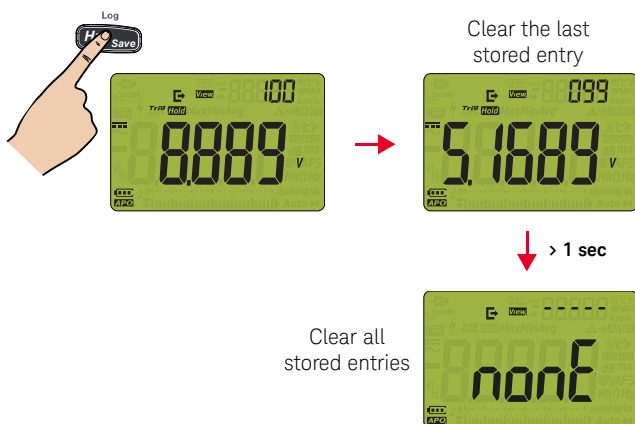 Log
H Save
Clear the last
stored entry
View 100
Trig Hold
8.889 V
APO
View 099
Trig Hold
5.1689 V
APO
> 1 sec
Clear all
stored entries
View -----
nonE
APO